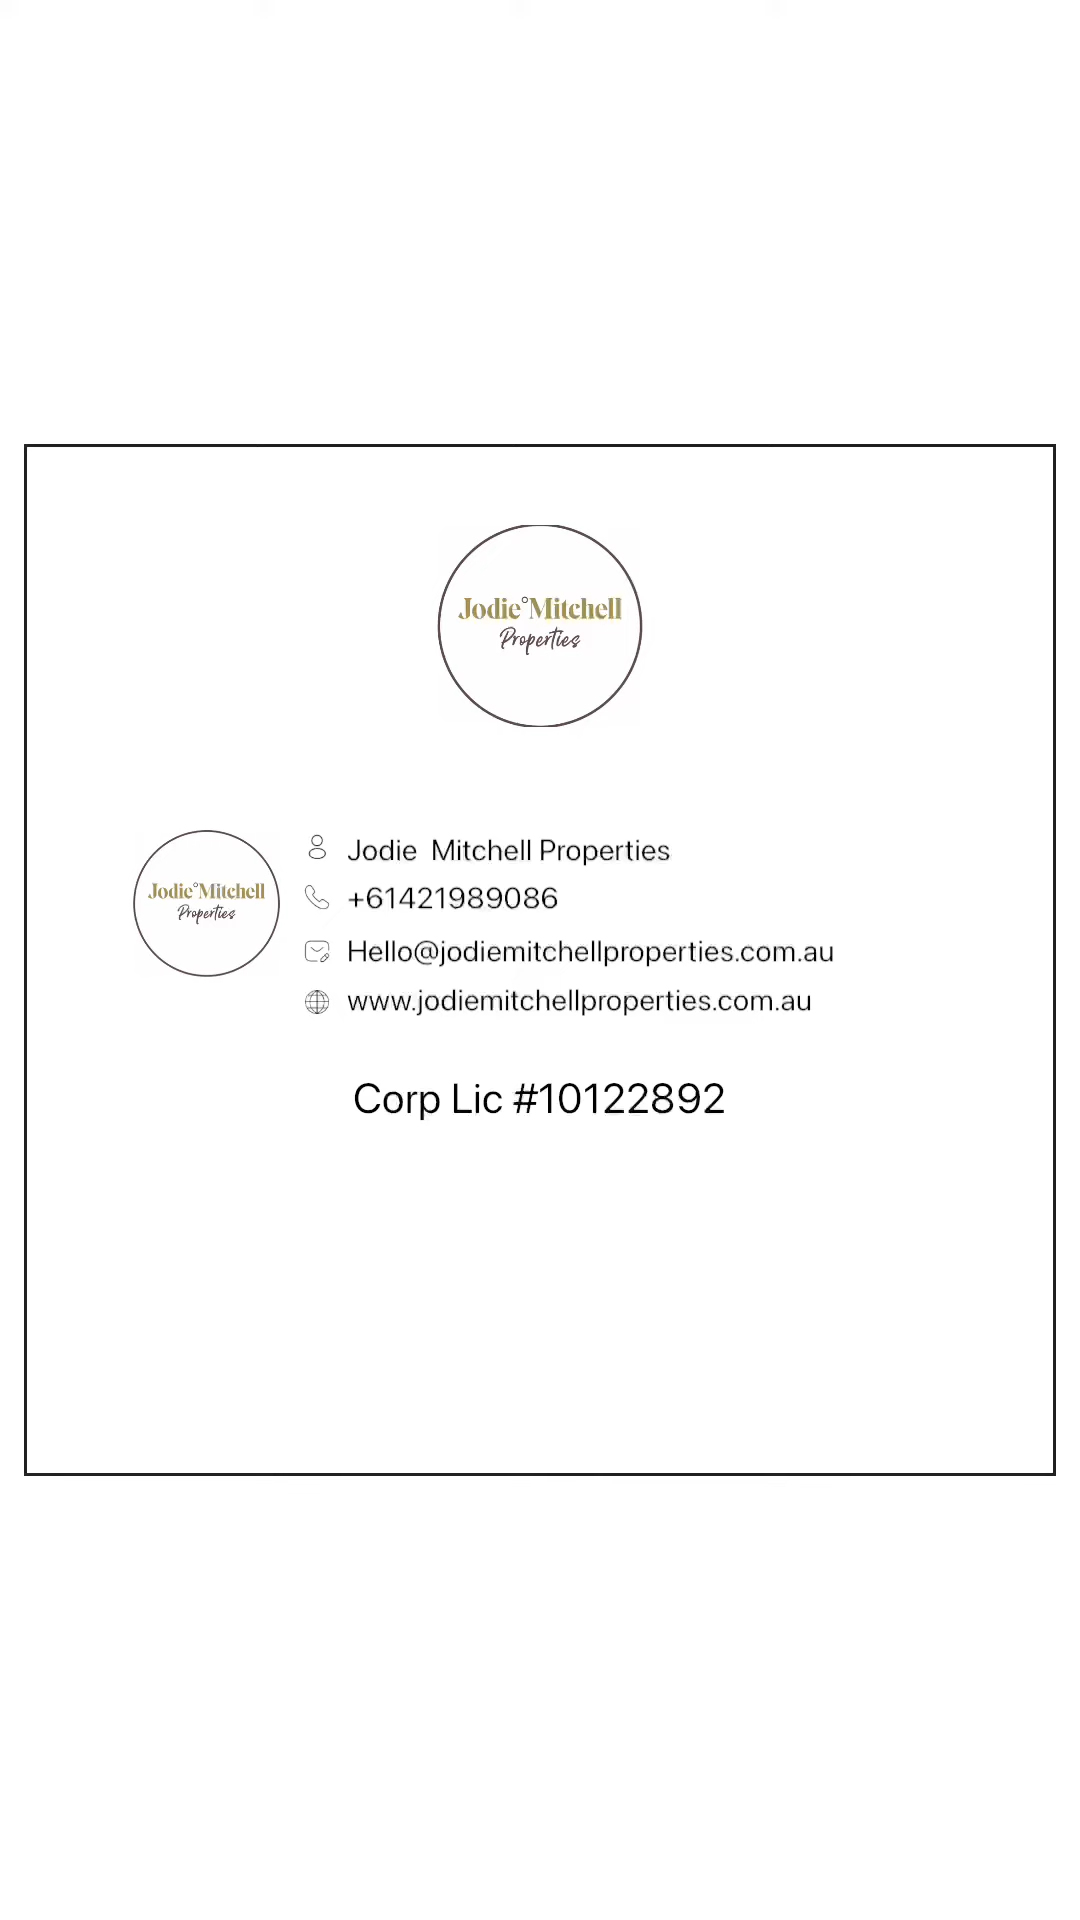 Jodie°Mitchell
Properties
Jodie°Mitchell
Properties
Jodie  Mitchell Properties
+61421989086
Hello@jodiemitchellproperties.com.au
www.jodiemitchellproperties.com.au
Corp Lic #10122892